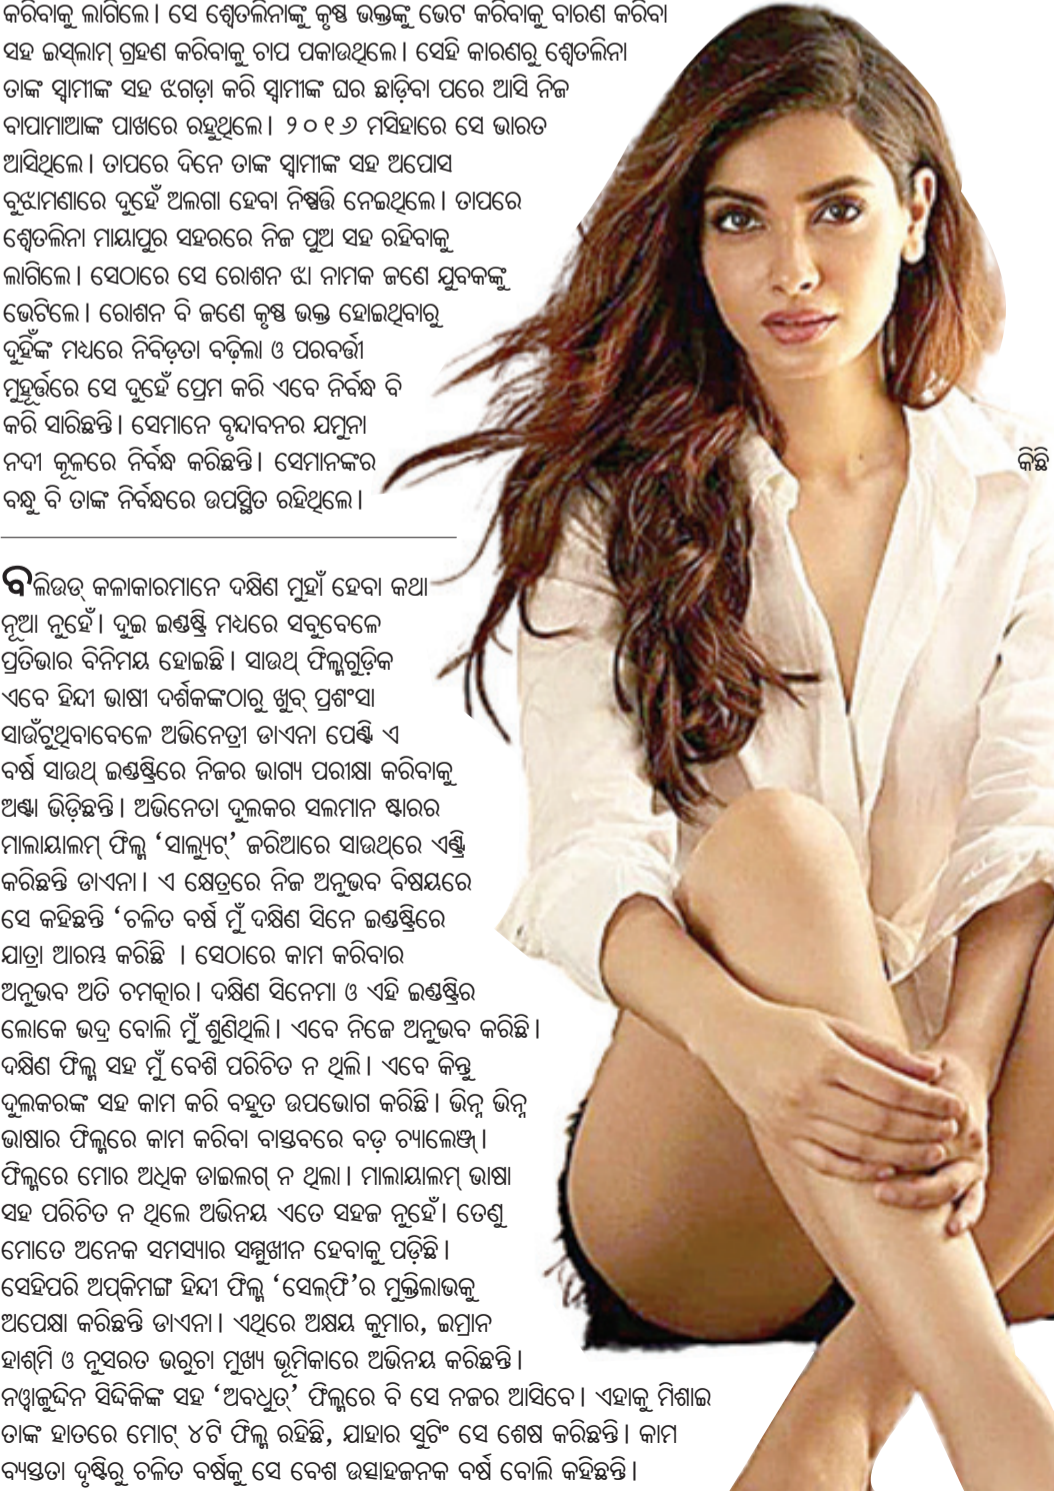 କରିବାକୁ ଲାଗିଲେ। ସେ ଶ୍ୱେତଲିନାଙ୍କୁ କୃଷ୍ଣ ଭକ୍ତଙ୍କୁ ଭେଟ କରିବାକୁ ବାରଣ କରିବା
ସହ ଇସ୍‌ଲାମ୍ ଗ୍ରହଣ କରିବାକୁ ଚାପ ପକାଉଥିଲେ। ସେହି କାରଣରୁ ଶ୍ୱେତଲିନା
ତାଙ୍କ ସ୍ୱାମୀଙ୍କ ସହ ଝଗଡ଼ା କରି ସ୍ୱାମୀଙ୍କ ଘର ଛାଡ଼ିବା ପରେ ଆସି ନିଜ
ବାପାମାଆଙ୍କ ପାଖରେ ରହୁଥିଲେ। ୨୦୧୬ ମସିହାରେ ସେ ଭାରତ
ଆସିଥିଲେ। ତାପରେ ଦିନେ ତାଙ୍କ ସ୍ୱାମୀଙ୍କ ସହ ଅପୋସ
ବୁଝାମଣାରେ ଦୁହେଁ ଅଲଗା ହେବା ନିଷ୍ପତ୍ତି ନେଇଥିଲେ। ତାପରେ
ଶ୍ୱେତଲିନା ମାୟାପୁର ସହରରେ ନିଜ ପୁଅ ସହ ରହିବାକୁ
ଲାଗିଲେ। ସେଠାରେ ସେ ରୋଶନ ଝା ନାମକ ଜଣେ ଯୁବକଙ୍କୁ
ଭେଟିଲେ। ରୋଶନ ବି ଜଣେ କୃଷ୍ଣ ଭକ୍ତ ହୋଇଥିବାରୁ
ଦୁହିଁଙ୍କ ମଧ୍ୟରେ ନିବିଡ଼ତା ବଢ଼ିଲା ଓ ପରବର୍ତ୍ତୀ
ମୁହୂର୍ତ୍ତରେ ସେ ଦୁହେଁ ପ୍ରେମ କରି ଏବେ ନିର୍ବନ୍ଧ ବି
କରି ସାରିଛନ୍ତି। ସେମାନେ ବୃନ୍ଦାବନର ଯମୁନା
ନଦୀ କୂଳରେ ନିର୍ବନ୍ଧ କରିଛନ୍ତି। ସେମାନଙ୍କର
କିଛି
ବନ୍ଧୁ ବି ତାଙ୍କ ନିର୍ବନ୍ଧରେ ଉପସ୍ଥିତ ରହିଥିଲେ।
ବଲିଉଡ୍ କଳାକାରମାନେ ଦକ୍ଷିଣ ମୁହାଁ ହେବା କଥା
ନୂଆ ନୁହେଁ। ଦୁଇ ଇଣ୍ଡଷ୍ଟ୍ରି ମଧ୍ୟରେ ସବୁବେଳେ
ପ୍ରତିଭାର ବିନିମୟ ହୋଇଛି। ସାଉଥ୍ ଫିଲ୍ମଗୁଡ଼ିକ
ଏବେ ହିନ୍ଦୀ ଭାଷୀ ଦର୍ଶକଙ୍କଠାରୁ ଖୁବ୍ ପ୍ରଶଂସା
ସାଉଁଟୁଥିବାବେଳେ ଅଭିନେତ୍ରୀ ଡାଏନା ପେଣ୍ଟି ଏ
ବର୍ଷ ସାଉଥ୍ ଇଣ୍ଡଷ୍ଟ୍ରିରେ ନିଜର ଭାଗ୍ୟ ପରୀକ୍ଷା କରିବାକୁ
ଅଣ୍ଟା ଭିଡ଼ିଛନ୍ତି। ଅଭିନେତା ଦୁଲକର ସଲମାନ ଷ୍ଟାରର
ମାଲାୟାଲମ୍ ଫିଲ୍ମ ‘ସାଲ୍ୟୁଟ୍’ ଜରିଆରେ ସାଉଥ୍‌ରେ ଏଣ୍ଟ୍ରି
କରିଛନ୍ତି ଡାଏନା। ଏ କ୍ଷେତ୍ରରେ ନିଜ ଅନୁଭବ ବିଷୟରେ
ସେ କହିଛନ୍ତି ‘ଚଳିତ ବର୍ଷ ମୁଁ ଦକ୍ଷିଣ ସିନେ ଇଣ୍ଡଷ୍ଟ୍ରିରେ
ଯାତ୍ରା ଆରମ୍ଭ କରିଛି । ସେଠାରେ କାମ କରିବାର
ଅନୁଭବ ଅତି ଚମତ୍କାର। ଦକ୍ଷିଣ ସିନେମା ଓ ଏହି ଇଣ୍ଡଷ୍ଟ୍ରିର
ଲୋକେ ଭଦ୍ର ବୋଲି ମୁଁ ଶୁଣିଥିଲି। ଏବେ ନିଜେ ଅନୁଭବ କରିଛି।
ଦକ୍ଷିଣ ଫିଲ୍ମ ସହ ମୁଁ ବେଶି ପରିଚିତ ନ ଥିଲି। ଏବେ କିନ୍ତୁ
ଦୁଲକରଙ୍କ ସହ କାମ କରି ବହୁତ ଉପଭୋଗ କରିଛି। ଭିନ୍ନ ଭିନ୍ନ
ଭାଷାର ଫିଲ୍ମରେ କାମ କରିବା ବାସ୍ତବରେ ବଡ଼ ଚ୍ୟାଲେଞ୍ଜ୍।
ଫିଲ୍ମରେ ମୋର ଅଧିକ ଡାଇଲଗ୍ ନ ଥିଲା। ମାଲାୟାଲମ୍ ଭାଷା
ସହ ପରିଚିତ ନ ଥିଲେ ଅଭିନୟ ଏତେ ସହଜ ନୁହେଁ। ତେଣୁ
ମୋତେ ଅନେକ ସମସ୍ୟାର ସମ୍ମୁଖୀନ ହେବାକୁ ପଡ଼ିଛି।
ସେହିପରି ଅପ୍‌କିମଙ୍ଗ ହିନ୍ଦୀ ଫିଲ୍ମ ‘ସେଲ୍‌ଫି’ର ମୁକ୍ତିଲାଭକୁ
ଅପେକ୍ଷା କରିଛନ୍ତି ଡାଏନା। ଏଥିରେ ଅକ୍ଷୟ କୁମାର, ଇମ୍ରାନ
ହାଶ୍‌ମି ଓ ନୁସରତ ଭରୁଚା ମୁଖ୍ୟ ଭୂମିକାରେ ଅଭିନୟ କରିଛନ୍ତି।
ନୱାଜୁଦ୍ଦିନ ସିଦ୍ଦିକିଙ୍କ ସହ ‘ଅବଧୁତ୍’ ଫିଲ୍ମରେ ବି ସେ ନଜର ଆସିବେ। ଏହାକୁ ମିଶାଇ
ତାଙ୍କ ହାତରେ ମୋଟ୍ ୪ଟି ଫିଲ୍ମ ରହିଛି, ଯାହାର ସୁଟିଂ ସେ ଶେଷ କରିଛନ୍ତି। କାମ
ବ୍ୟସ୍ତତା ଦୃଷ୍ଟିରୁ ଚଳିତ ବର୍ଷକୁ ସେ ବେଶ ଉତ୍ସାହଜନକ ବର୍ଷ ବୋଲି କହିଛନ୍ତି।